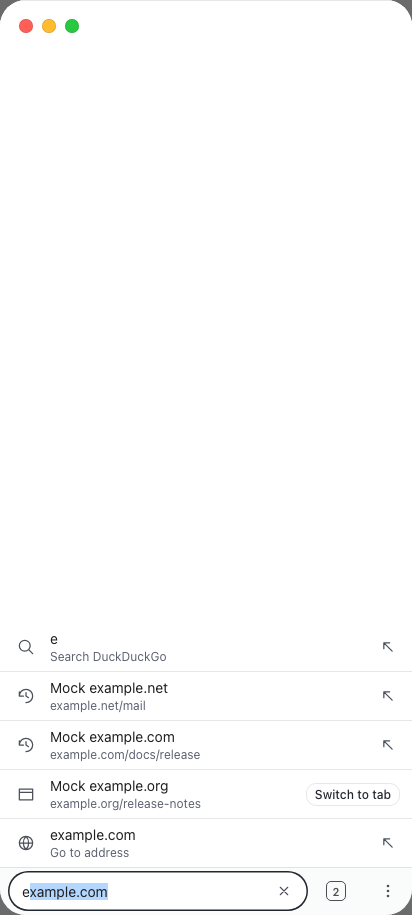 e
Search DuckDuckGo
Mock example.net
example.net/mail
Mock example.com
example.com/docs/release
Mock example.org
example.org/release-notes
Switch to tab
example.com
Go to address
example.com
2